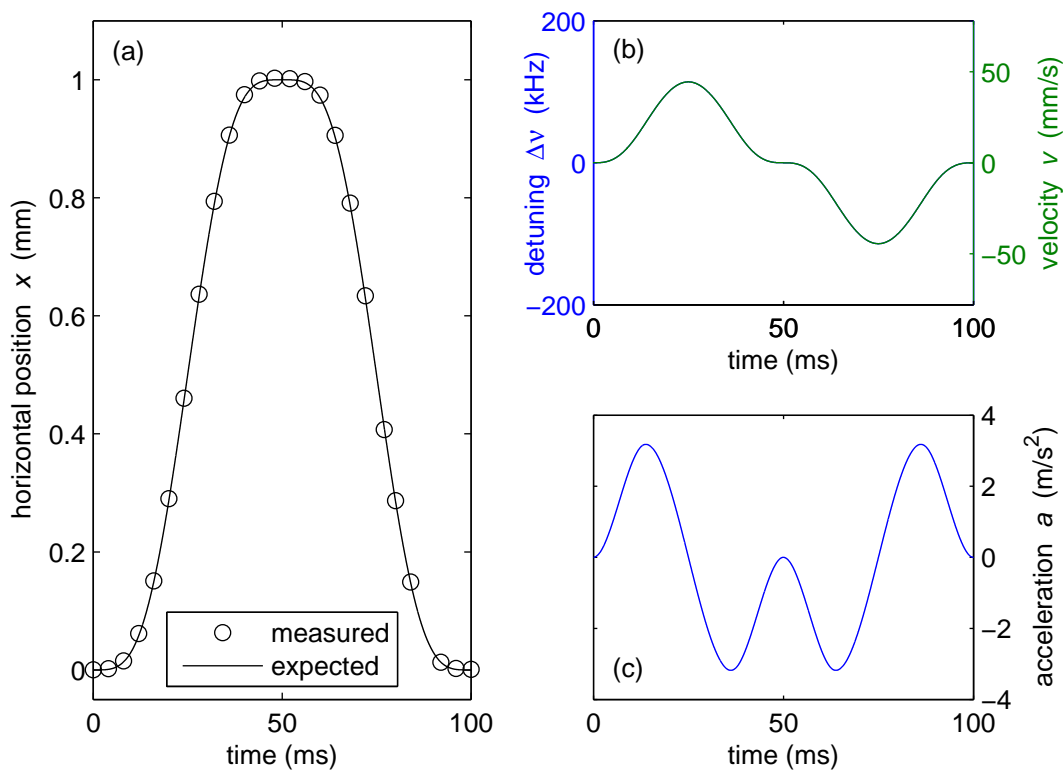 (a)
1
0.8
0.6
0.4
0.2
0
horizontal position x (mm)
measured
expected
0
50
100
time (ms)
(b)
200
100
0
−100
−200
detuning Δν (kHz)
50
0
−50
velocity v (mm/s)
0
50
100
time (ms)
(c)
4
2
0
−2
−4
acceleration a (m/s²)
0
50
100
time (ms)